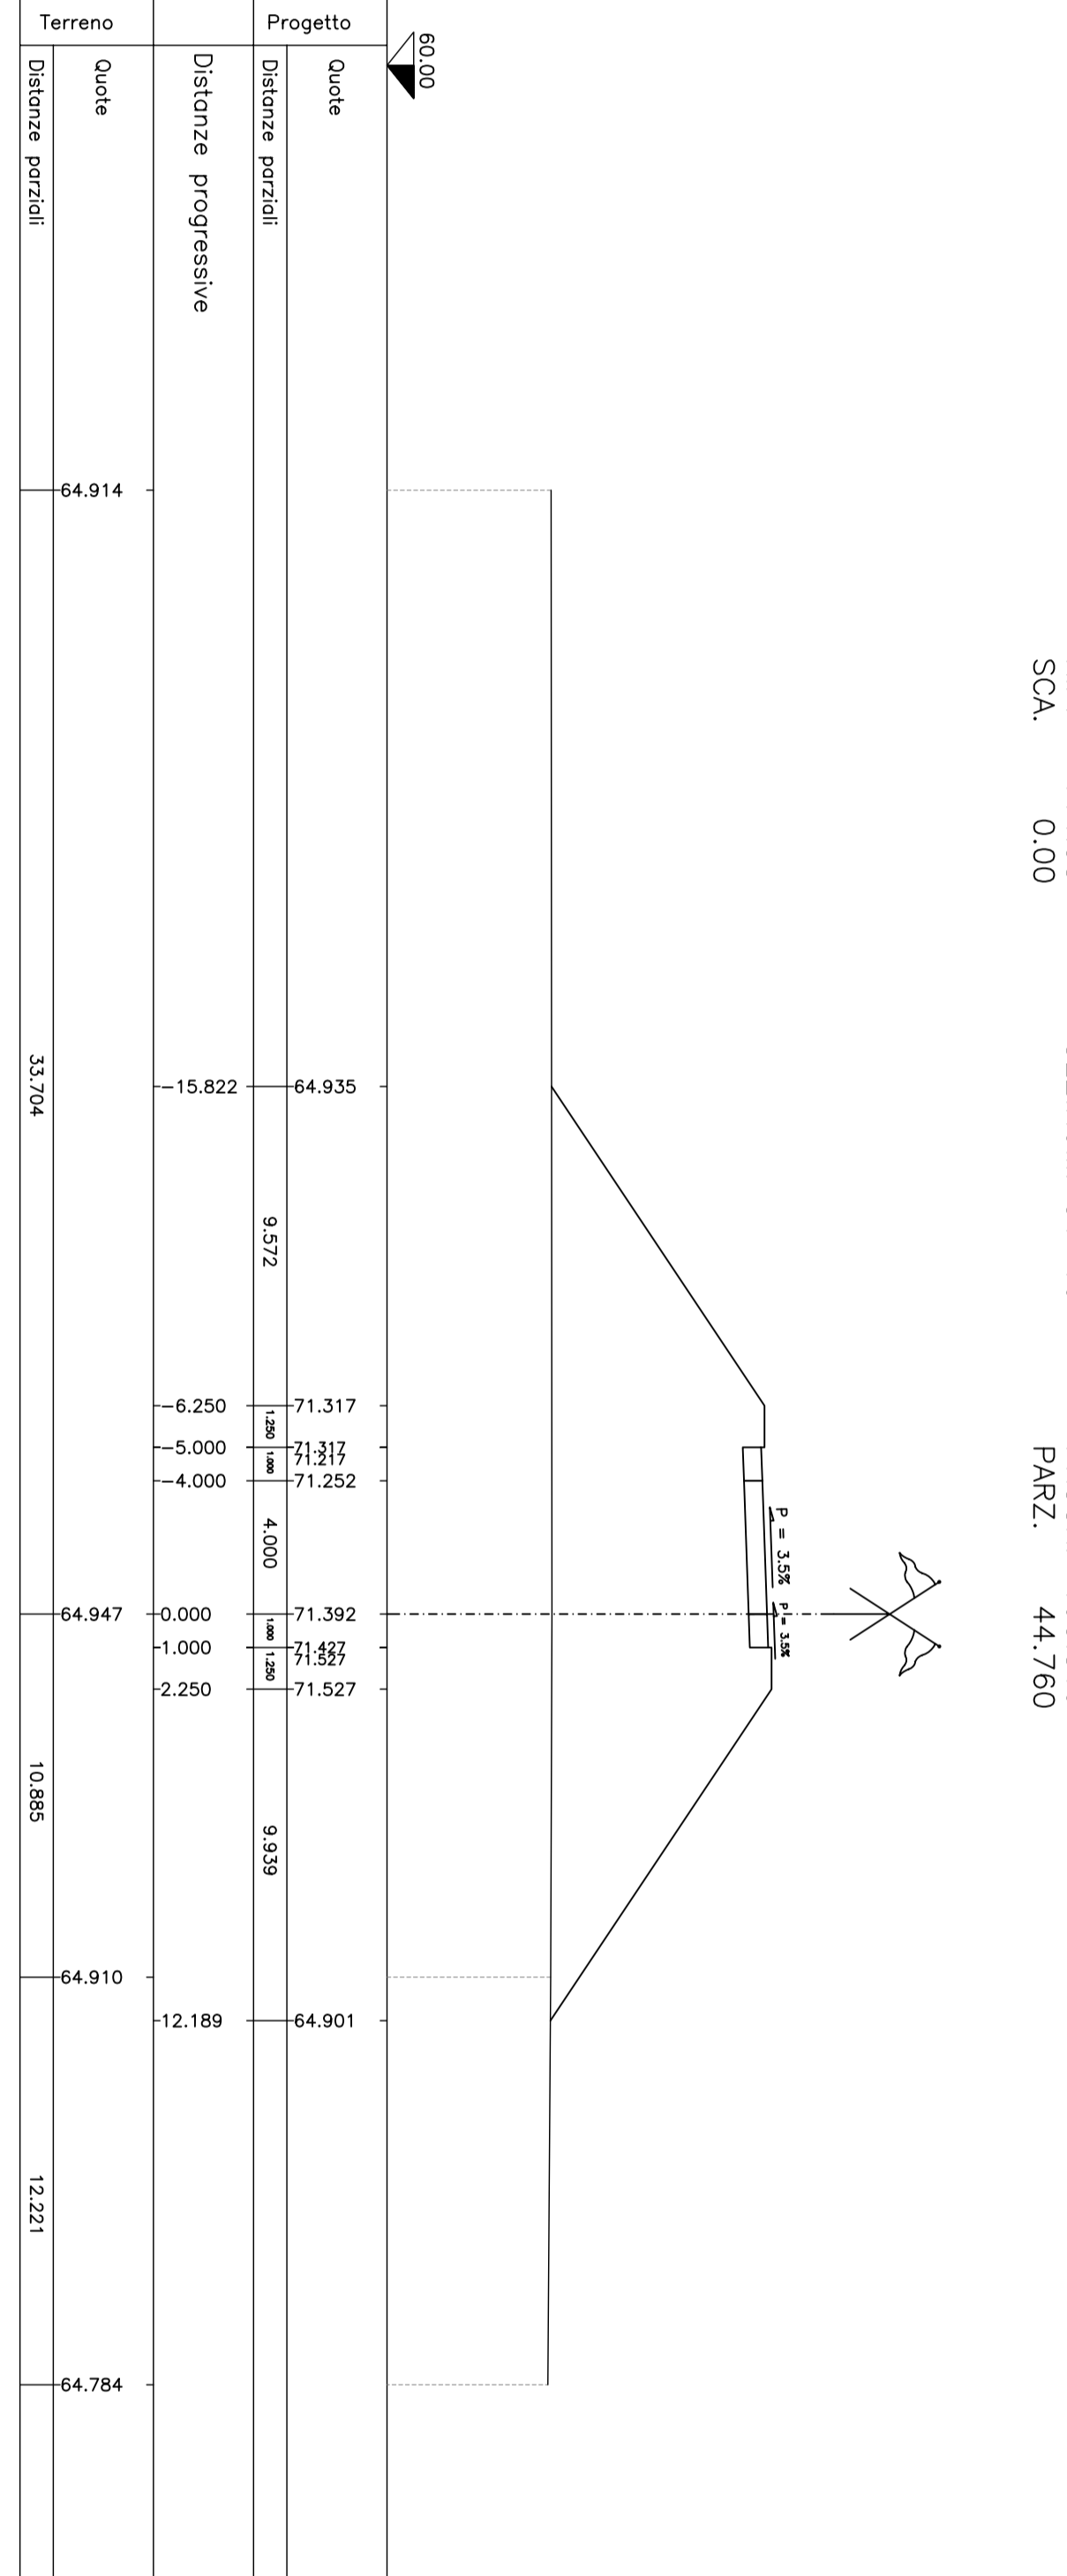 SCA. 0.00 PARZ. 44.760
P = 3.5% P = 3.5%
60.00
Progetto
Quote
64.935 71.317 71.317 71.217 71.252 71.392 71.427 71.527 71.527 64.901
Distanze parziali
9.572 1.250 1.000 4.000 1.000 1.250 9.939
Distanze progressive
-15.822 -6.250 -5.000 -4.000 0.000 1.000 2.250 12.189
Terreno
Quote
64.914 64.947 64.910 64.784
Distanze parziali
33.704 10.885 12.221